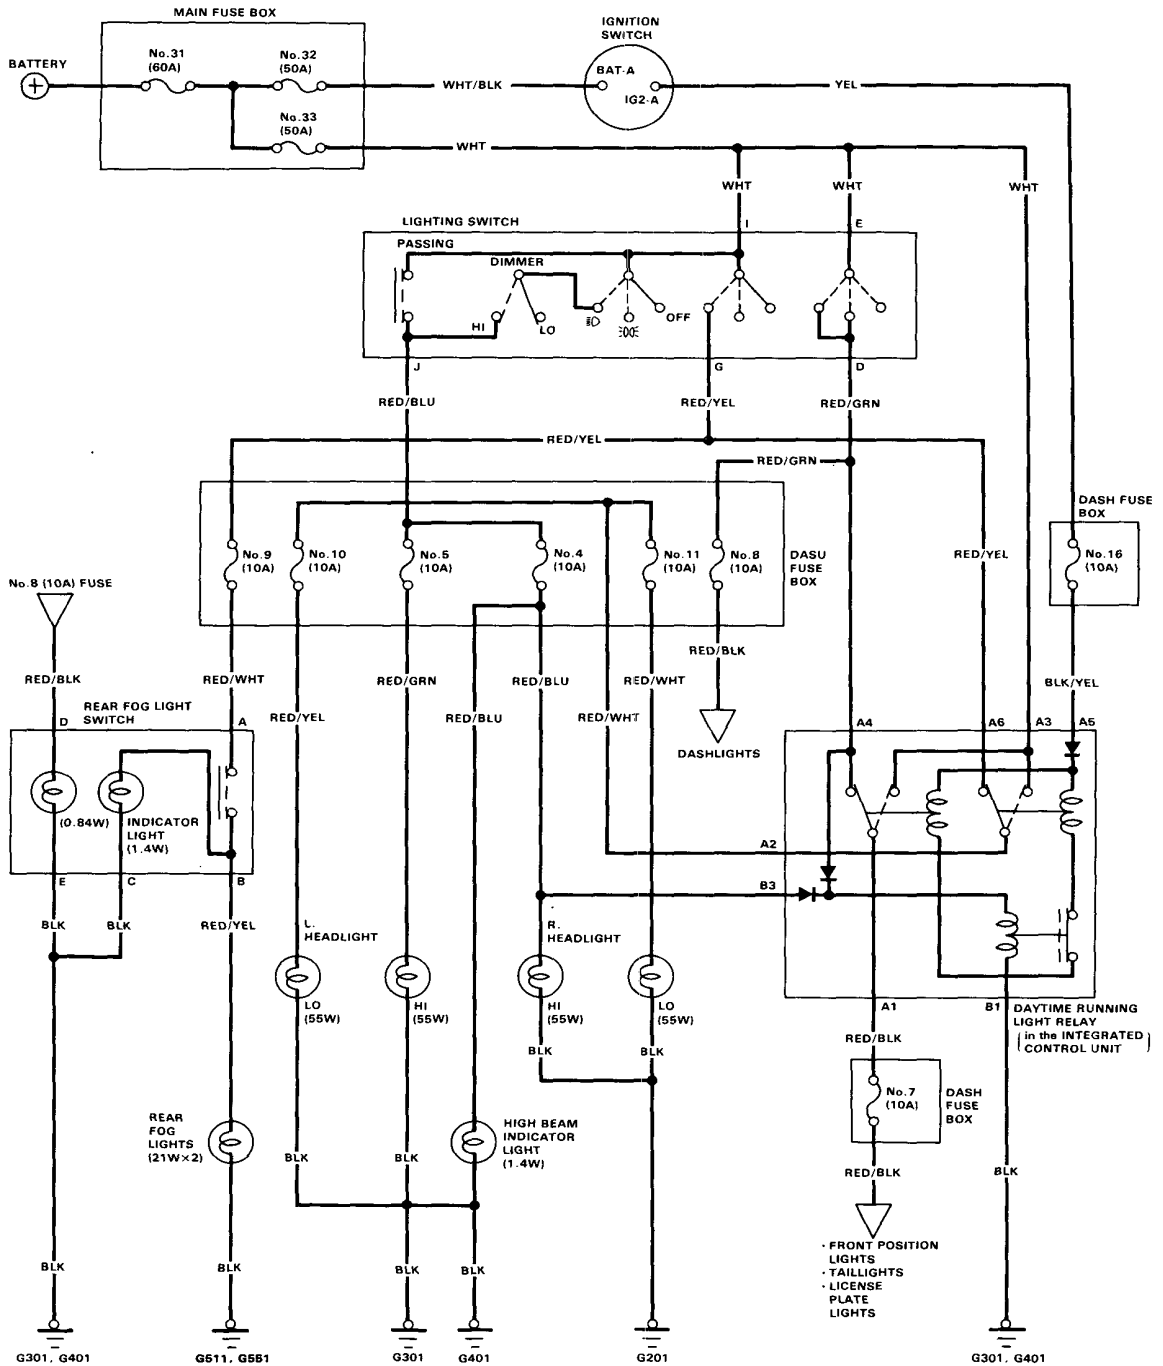 MAIN FUSE BOX
BATTERY
No.31
(60A)
No.32
(50A)
No.33
(50A)
WHT/BLK
IGNITION
SWITCH
BAT-A
IG2-A
YEL
WHT
WHT
WHT
WHT
LIGHTING SWITCH
I
E
PASSING
DIMMER
HI
LO
OFF
J
G
D
RED/BLU
RED/YEL
RED/GRN
RED/YEL
RED/GRN
No.9
(10A)
No.10
(10A)
No.5
(10A)
No.4
(10A)
No.11
(10A)
No.8
(10A)
DASU
FUSE
BOX
RED/YEL
DASH FUSE
BOX
No.16
(10A)
No.8 (10A) FUSE
RED/BLK
RED/WHT
RED/YEL
RED/GRN
RED/BLU
RED/BLU
RED/WHT
RED/WHT
RED/BLK
BLK/YEL
DASHLIGHTS
REAR FOG LIGHT
SWITCH
D
A
(0.84W)
INDICATOR
LIGHT
(1.4W)
E
C
B
A4
A6
A3
A5
A2
B3
A1
B1
DAYTIME RUNNING
LIGHT RELAY
(in the INTEGRATED
CONTROL UNIT)
BLK
BLK
RED/YEL
L.
HEADLIGHT
R.
HEADLIGHT
LO
(55W)
HI
(55W)
HI
(55W)
LO
(55W)
BLK
BLK
RED/BLK
No.7
(10A)
DASH
FUSE
BOX
REAR
FOG
LIGHTS
(21W×2)
BLK
BLK
HIGH BEAM
INDICATOR
LIGHT
(1.4W)
RED/BLK
BLK
· FRONT POSITION
LIGHTS
· TAILLIGHTS
· LICENSE
PLATE
LIGHTS
BLK
BLK
BLK
BLK
G301, G401
G511, G551
G301
G401
G201
G301, G401